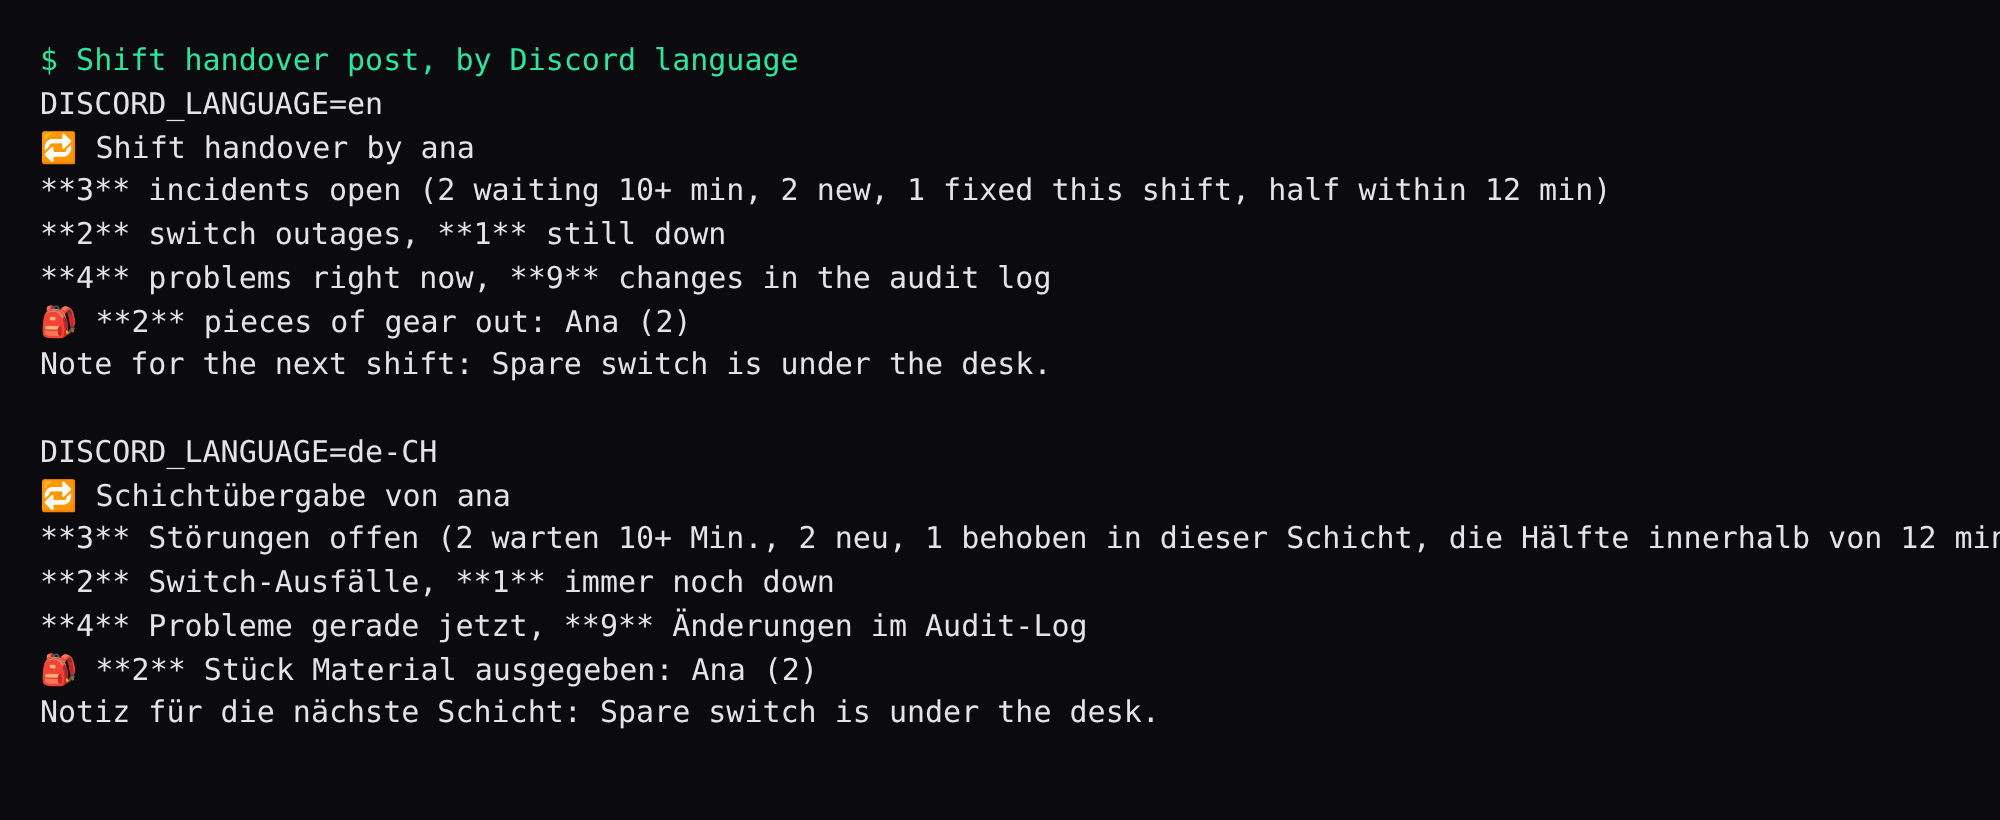 $ Shift handover post, by Discord language
DISCORD_LANGUAGE=en
🔁 Shift handover by ana
**3** incidents open (2 waiting 10+ min, 2 new, 1 fixed this shift, half within 12 min)
**2** switch outages, **1** still down
**4** problems right now, **9** changes in the audit log
🎒 **2** pieces of gear out: Ana (2)
Note for the next shift: Spare switch is under the desk.
DISCORD_LANGUAGE=de-CH
🔁 Schichtübergabe von ana
**3** Störungen offen (2 warten 10+ Min., 2 neu, 1 behoben in dieser Schicht, die Hälfte innerhalb von 12 min
**2** Switch-Ausfälle, **1** immer noch down
**4** Probleme gerade jetzt, **9** Änderungen im Audit-Log
🎒 **2** Stück Material ausgegeben: Ana (2)
Notiz für die nächste Schicht: Spare switch is under the desk.